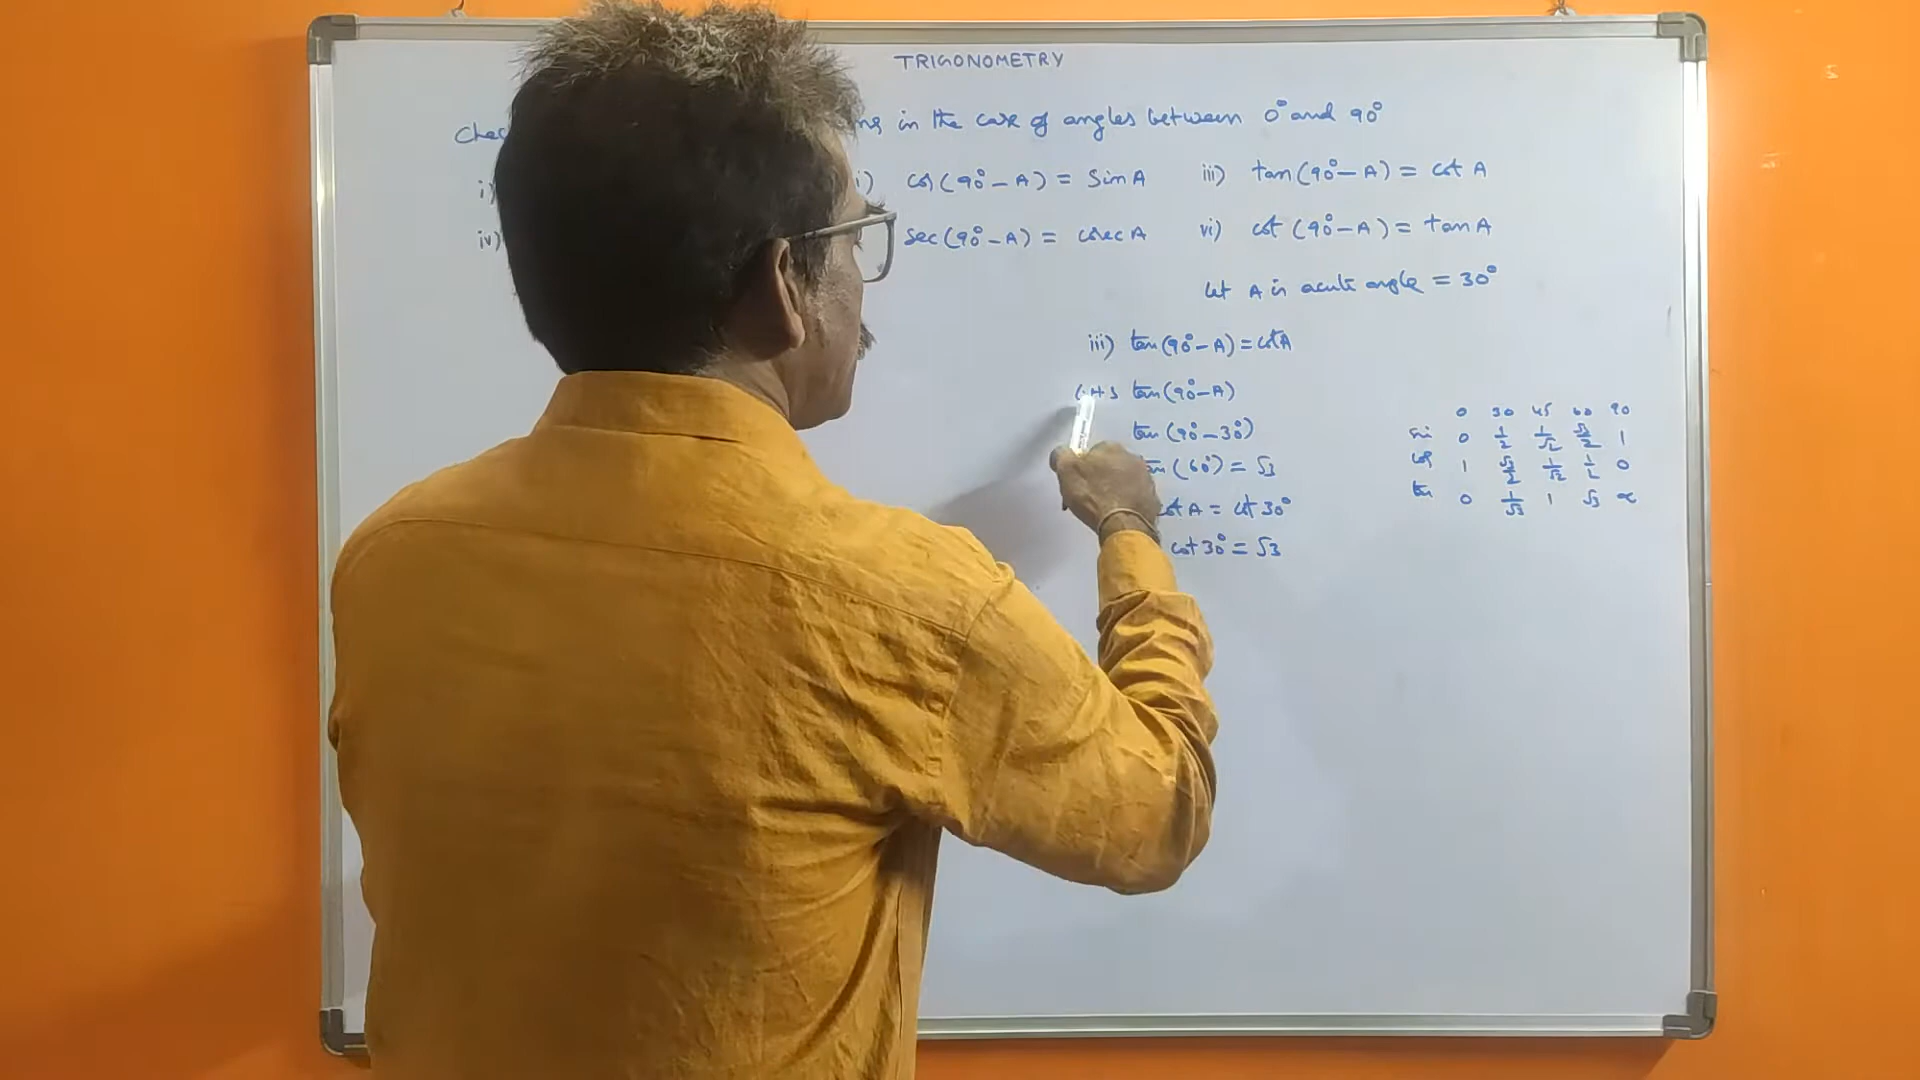 TRIGONOMETRY
in the case of angles between 0° and 90°
i) cos(90°-A) = Sin A iii) tan(90°-A) = cot A
iv) sec(90°-A) = cosec A vi) cot (90°-A) = tan A
let A is acute angle = 30°
iii) tan(90°-A) = cotA
LHS tan(90°-A)
tan(90°-30°)
tan(60°) = √3
cot A = cot 30°
cot 30° = √3
0 30 45 60 90
sin 0 1/2 1/√2 √3/2 1
cos 1 √3/2 1/√2 1/2 0
tan 0 1/√3 1 √3 ∝